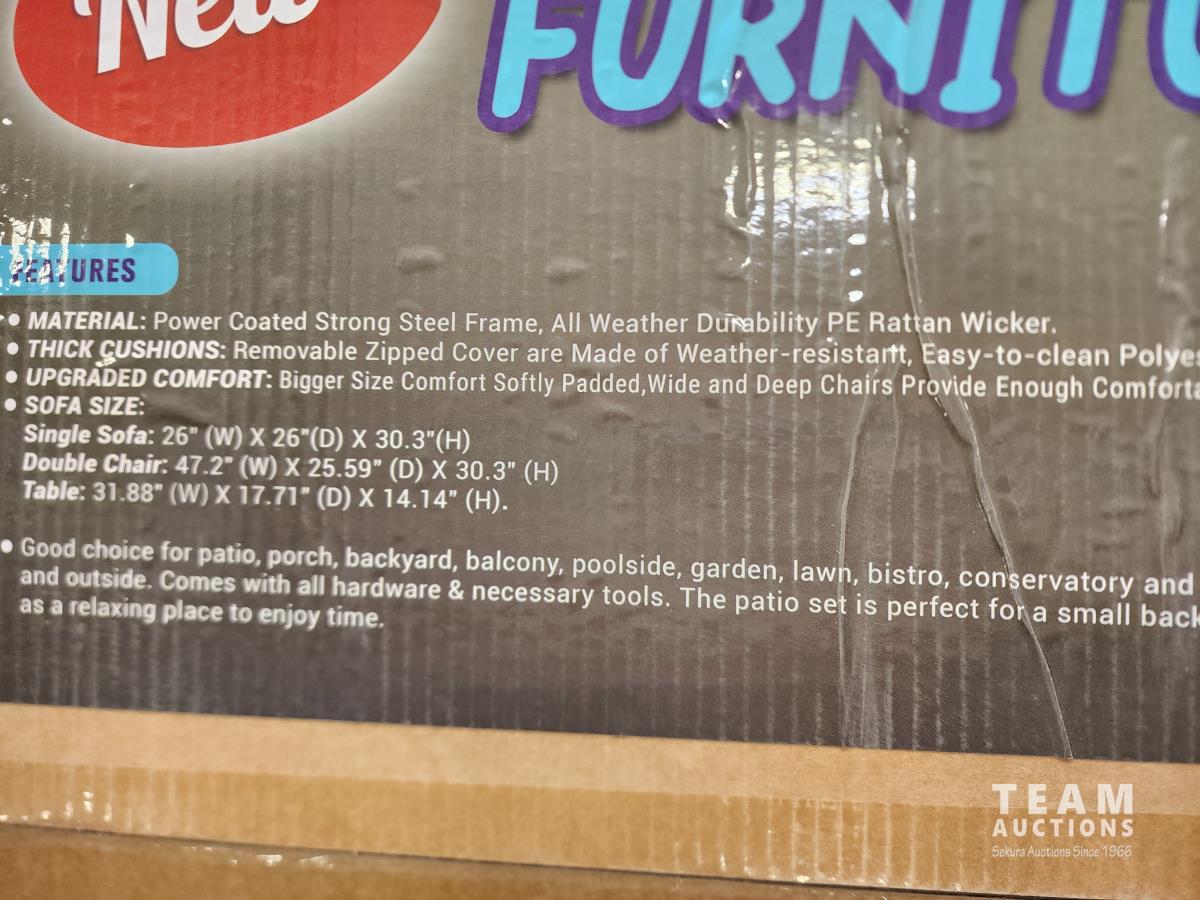 New
FURNITU
FEATURES
• MATERIAL: Power Coated Strong Steel Frame, All Weather Durability PE Rattan Wicker.
• THICK CUSHIONS: Removable Zipped Cover are Made of Weather-resistant, Easy-to-clean Polyes
• UPGRADED COMFORT: Bigger Size Comfort Softly Padded,Wide and Deep Chairs Provide Enough Comforta
• SOFA SIZE:
Single Sofa: 26" (W) X 26"(D) X 30.3"(H)
Double Chair: 47.2" (W) X 25.59" (D) X 30.3" (H)
Table: 31.88" (W) X 17.71" (D) X 14.14" (H).
• Good choice for patio, porch, backyard, balcony, poolside, garden, lawn, bistro, conservatory and
and outside. Comes with all hardware & necessary tools. The patio set is perfect for a small back
as a relaxing place to enjoy time.
TEAM
AUCTIONS
Sekura Auctions Since 1966